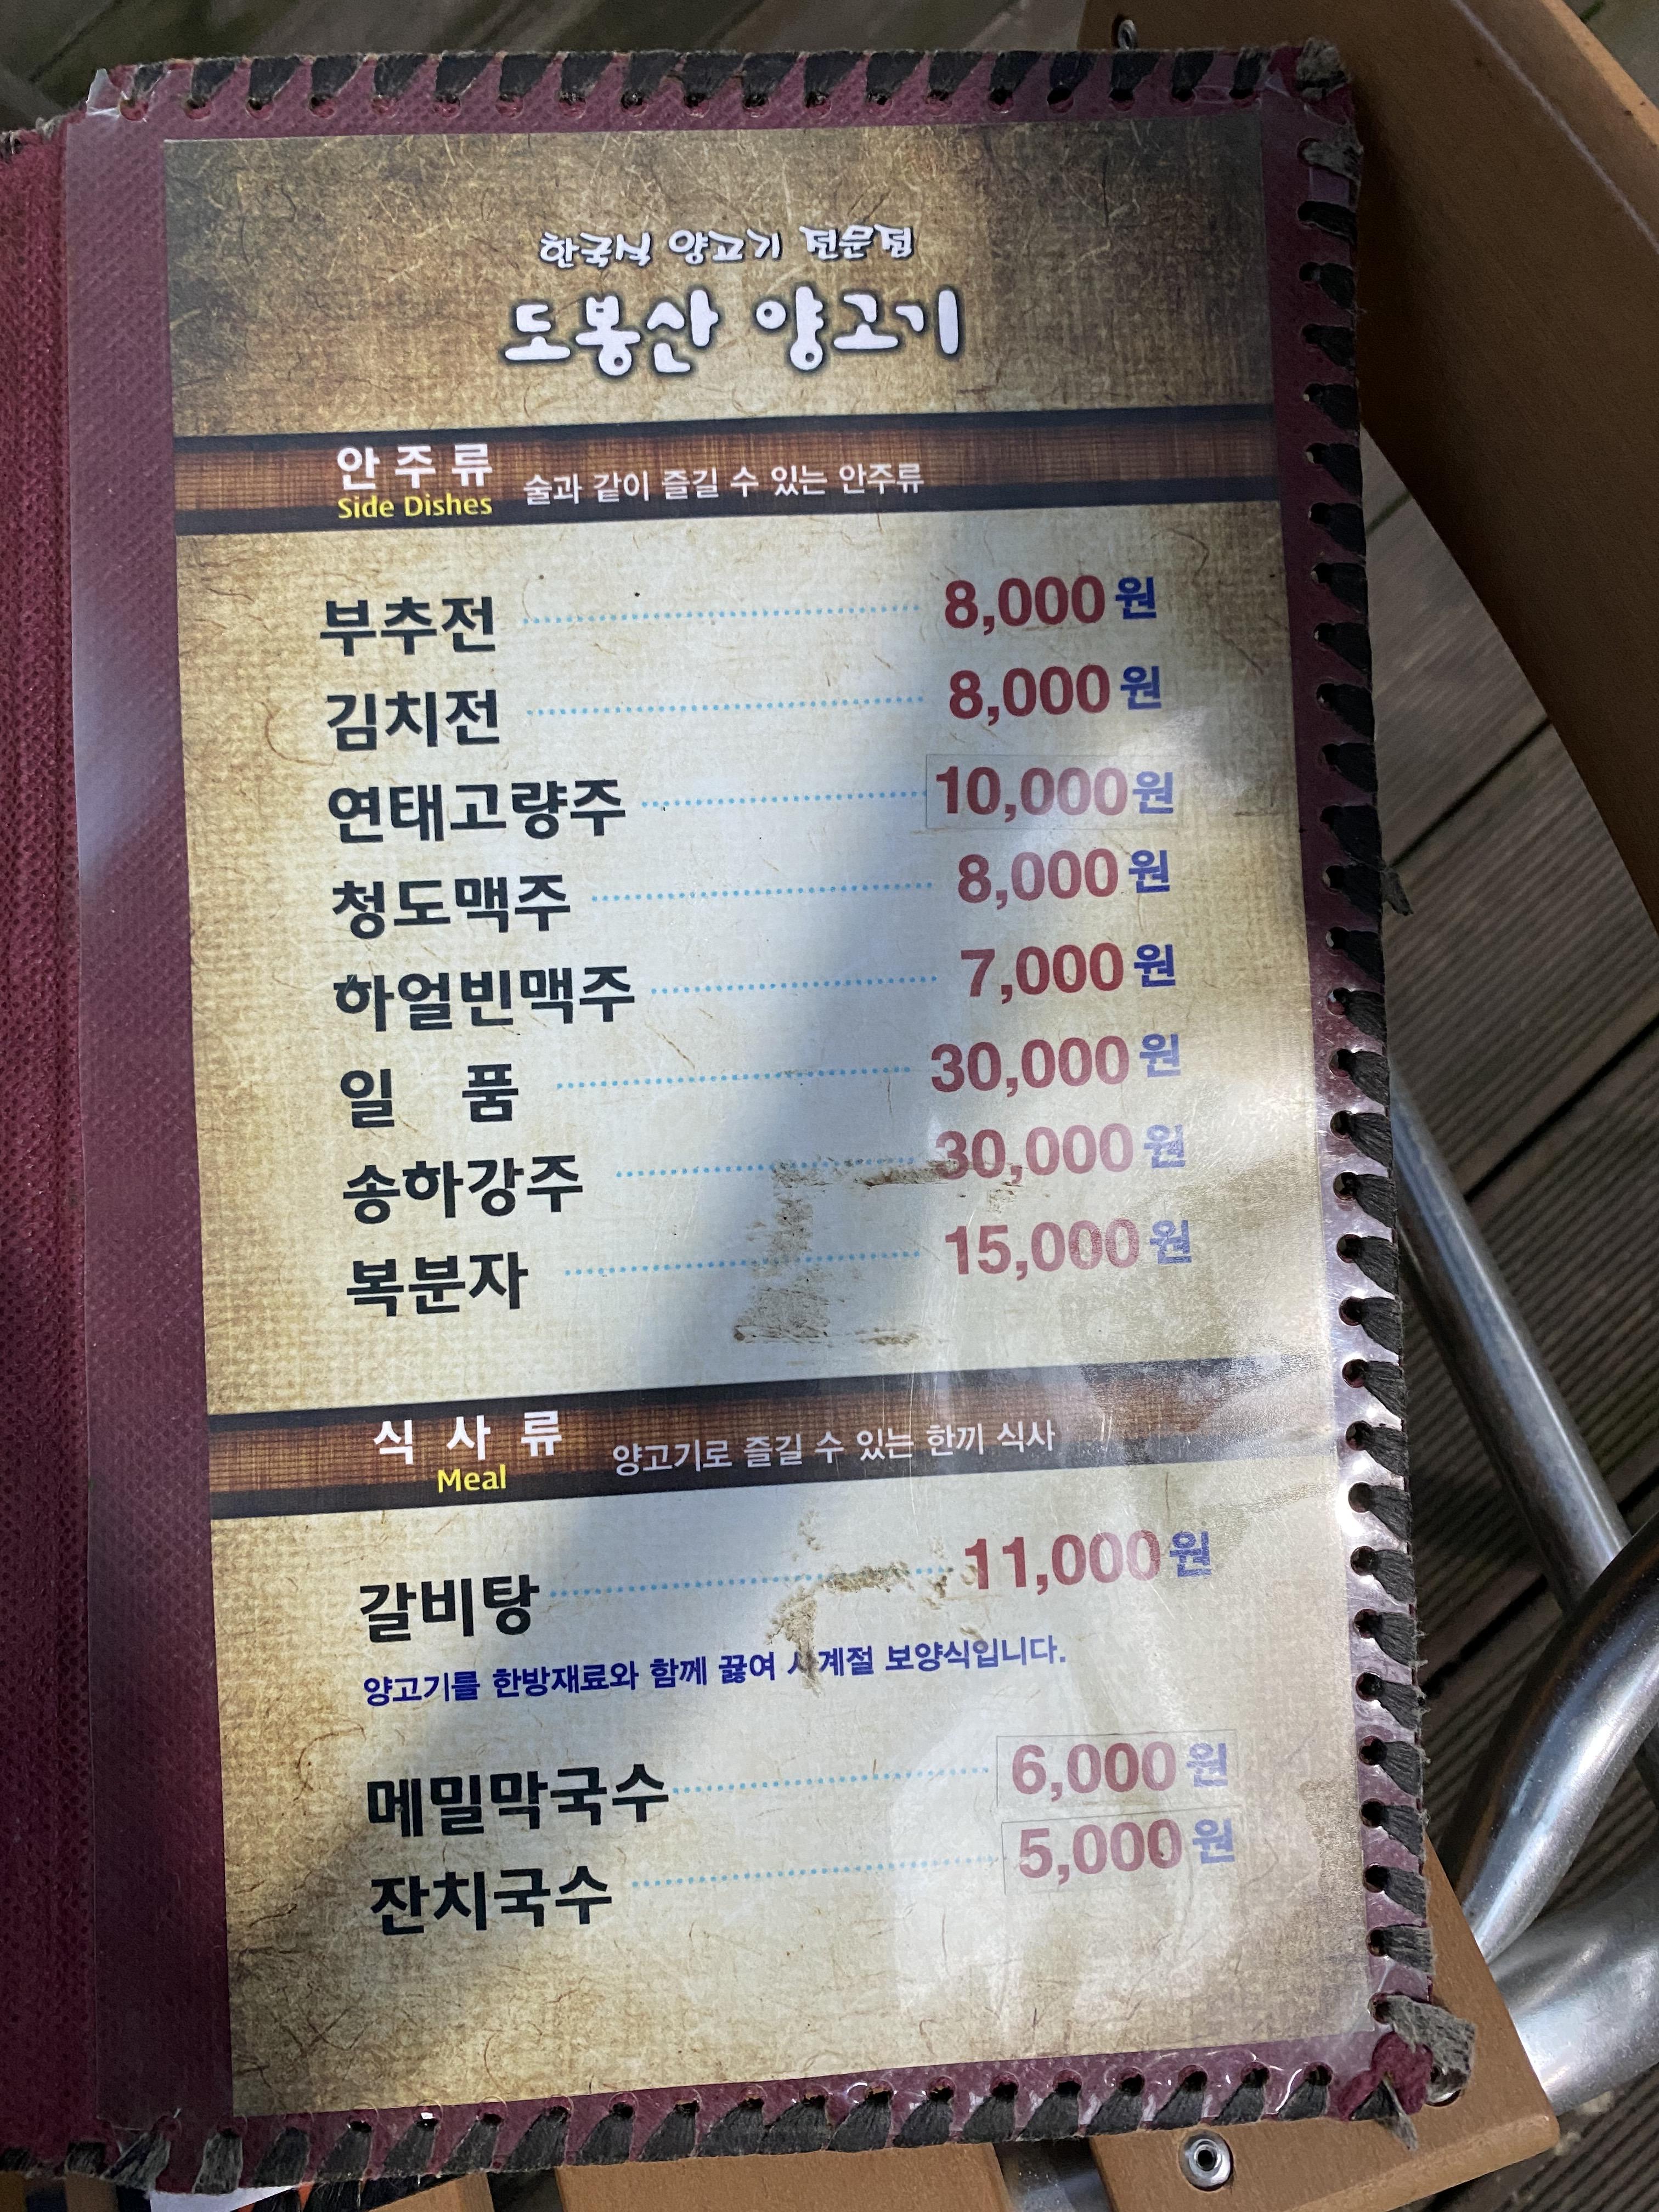 한국식 양고기 전문점
도봉산 양고기
안주류 술과 같이 즐길 수 있는 안주류
Side Dishes
부추전 8,000원
김치전 8,000원
연태고량주 10,000원
청도맥주 8,000원
하얼빈맥주 7,000원
일 품 30,000원
송하강주 30,000원
복분자 15,000원
식사류 양고기로 즐길 수 있는 한끼 식사
Meal
갈비탕 11,000원
양고기를 한방재료와 함께 끓여 사계절 보양식입니다.
메밀막국수 6,000원
잔치국수 5,000원